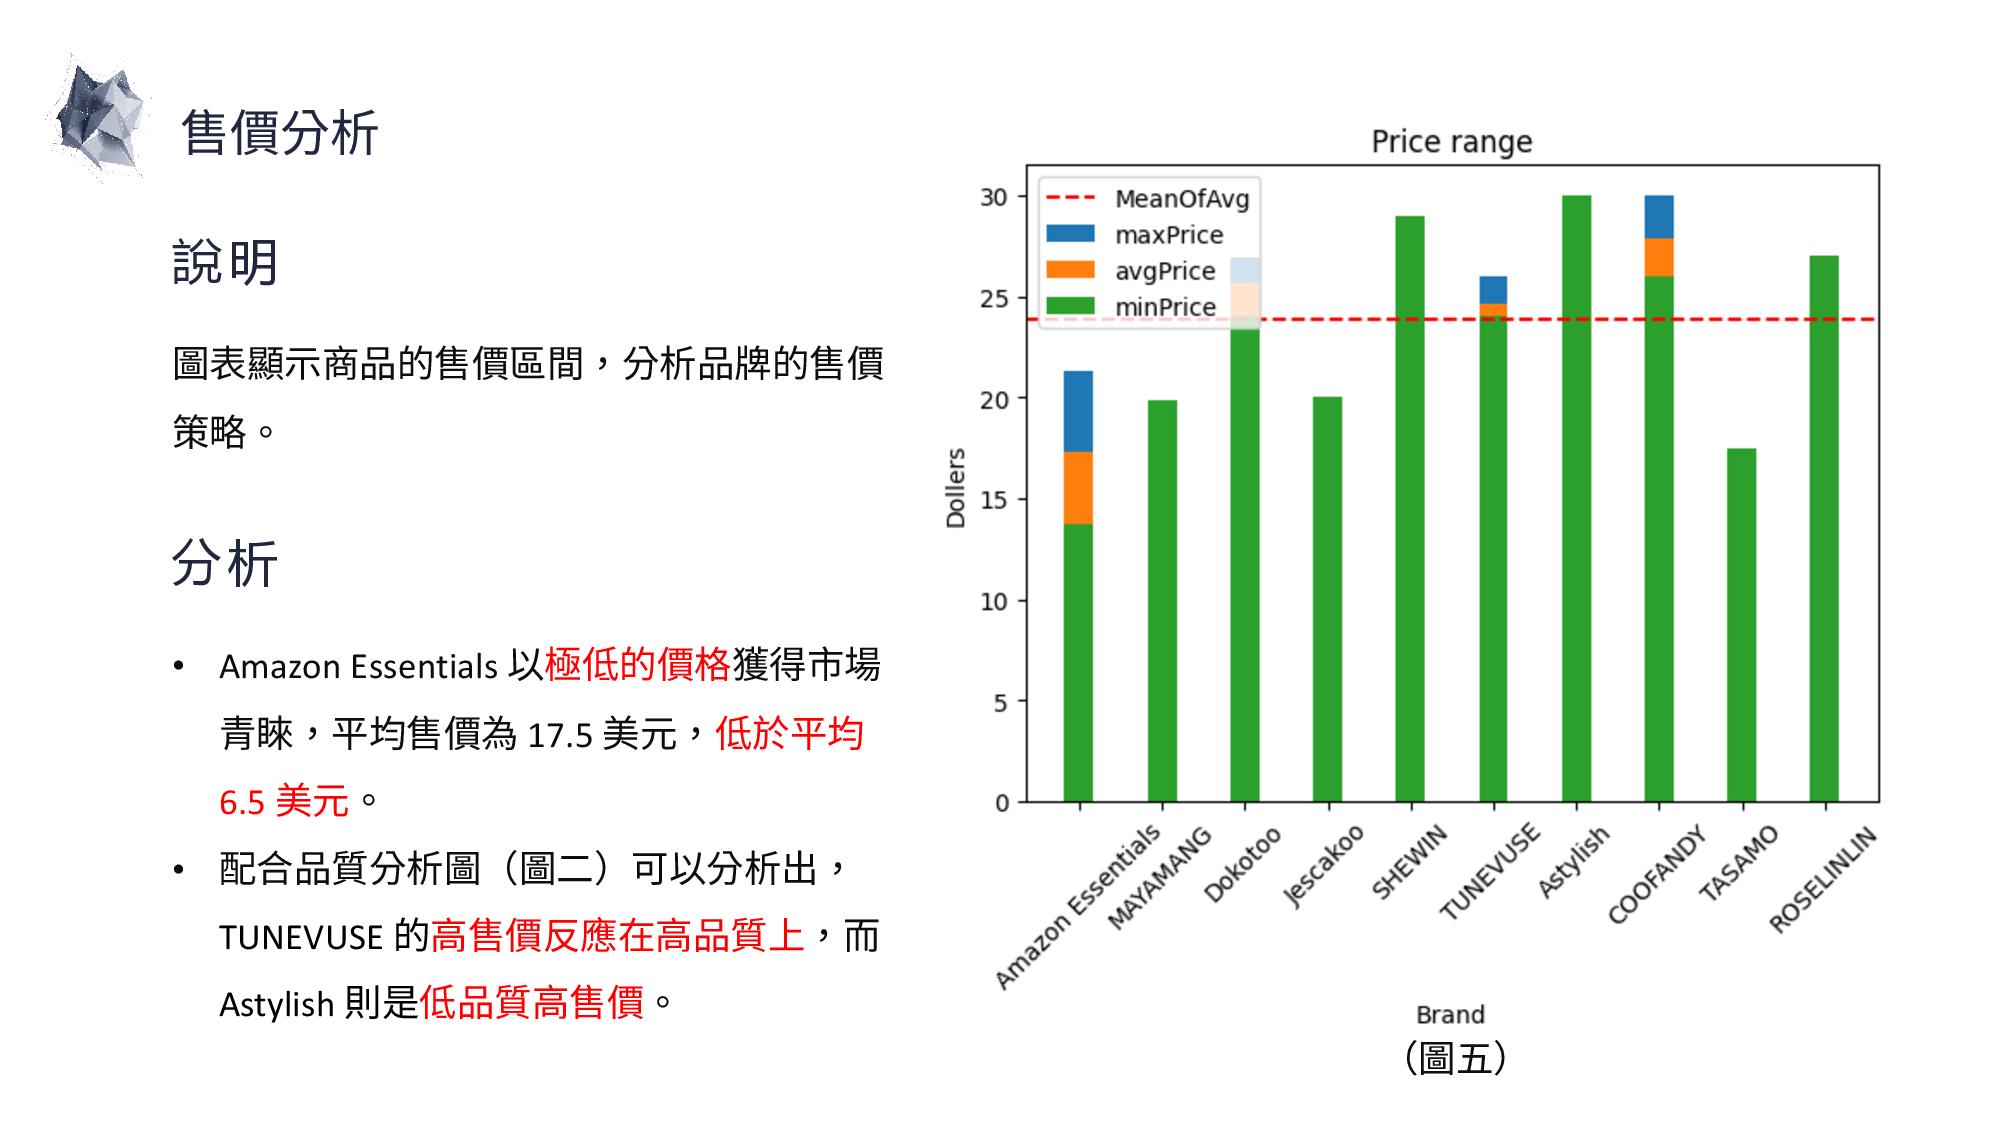 售價分析
說明
圖表顯示商品的售價區間，分析品牌的售價
策略。
分析
• Amazon Essentials 以極低的價格獲得市場
青睞，平均售價為 17.5 美元，低於平均
6.5 美元。
• 配合品質分析圖（圖二）可以分析出，
TUNEVUSE 的高售價反應在高品質上，而
Astylish 則是低品質高售價。
Price range
MeanOfAvg
maxPrice
avgPrice
minPrice
30
25
20
15
10
5
0
Dollers
Amazon Essentials
MAYAMANG
Dokotoo
Jescakoo
SHEWIN
TUNEVUSE
Astylish
COOFANDY
TASAMO
ROSELINLIN
Brand
（圖五）